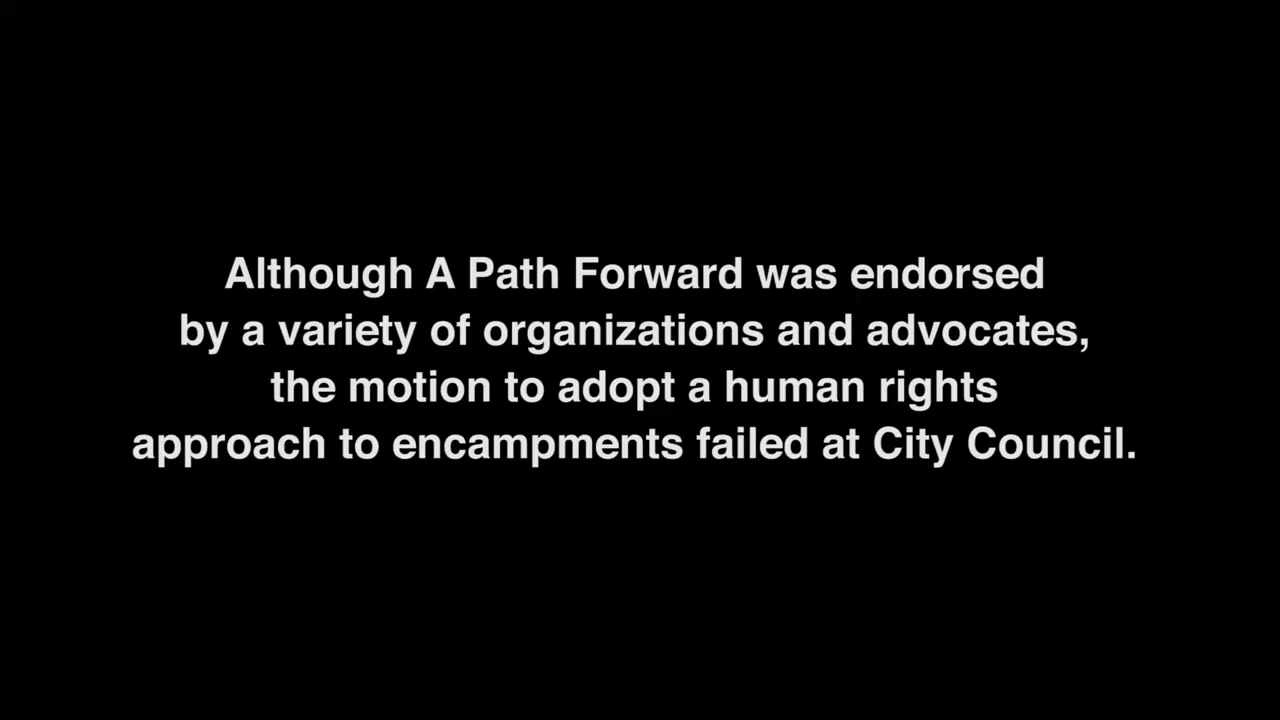 Although A Path Forward was endorsed
by a variety of organizations and advocates,
the motion to adopt a human rights
approach to encampments failed at City Council.